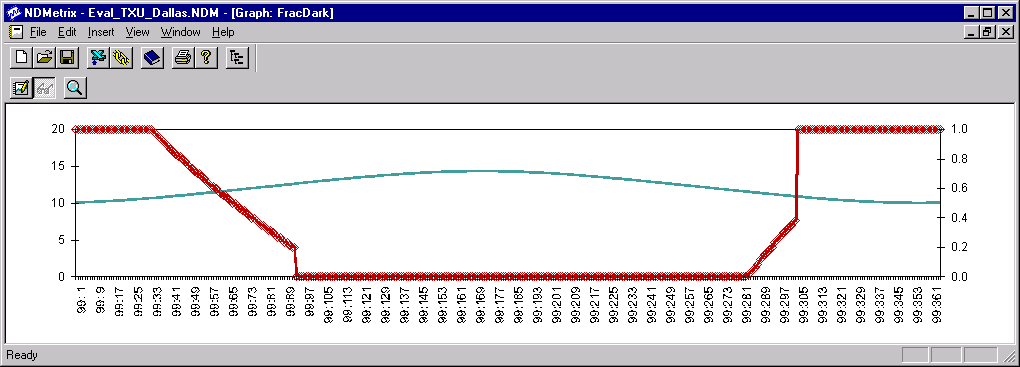 NDMetrix - Eval_TXU_Dallas.NDM - [Graph: FracDark]
File Edit Insert View Window Help
20 1.0
0.8
15
0.6
10
0.4
5
0.2
0 0.0
99: 1 99: 9 99:17 99:25 99:33 99:41 99:49 99:57 99:65 99:73 99:81 99:89 99:97 99:105 99:113 99:121 99:129 99:137 99:145 99:153 99:161 99:169 99:177 99:185 99:193 99:201 99:209 99:217 99:225 99:233 99:241 99:249 99:257 99:265 99:273 99:281 99:289 99:297 99:305 99:313 99:321 99:329 99:337 99:345 99:353 99:361
Ready